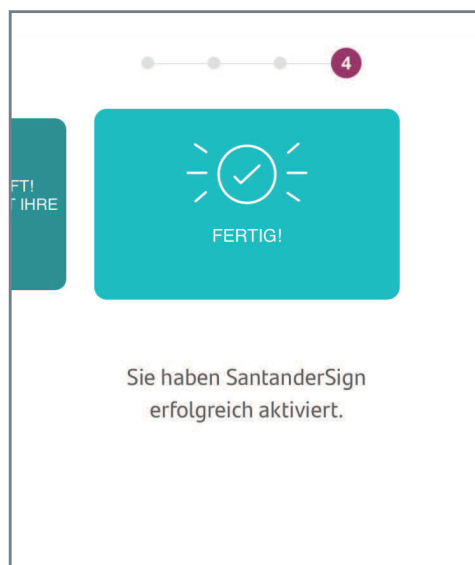 4
FT!
T IHRE
FERTIG!
Sie haben SantanderSign
erfolgreich aktiviert.